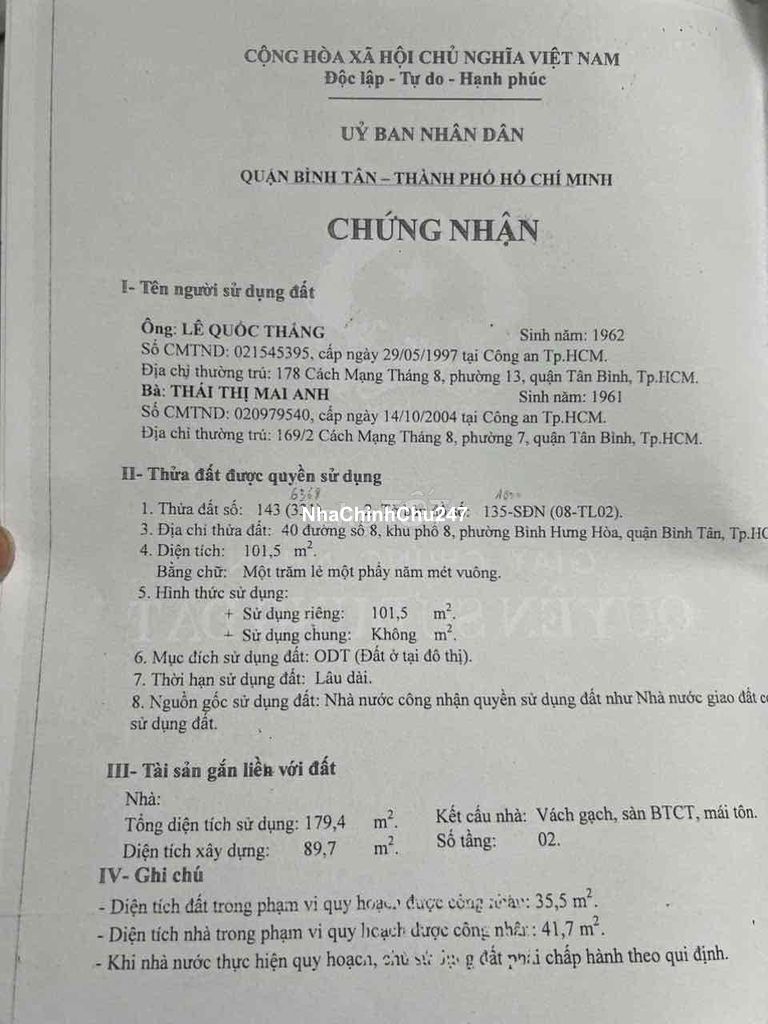 CỘNG HÒA XÃ HỘI CHỦ NGHĨA VIỆT NAM
Độc lập - Tự do - Hạnh phúc
UỶ BAN NHÂN DÂN
QUẬN BÌNH TÂN – THÀNH PHỐ HỒ CHÍ MINH
CHỨNG NHẬN
I- Tên người sử dụng đất
Ông: LÊ QUỐC THẮNG Sinh năm: 1962
Số CMTND: 021545395, cấp ngày 29/05/1997 tại Công an Tp.HCM.
Địa chỉ thường trú: 178 Cách Mạng Tháng 8, phường 13, quận Tân Bình, Tp.HCM.
Bà: THÁI THỊ MAI ANH Sinh năm: 1961
Số CMTND: 020979540, cấp ngày 14/10/2004 tại Công an Tp.HCM.
Địa chỉ thường trú: 169/2 Cách Mạng Tháng 8, phường 7, quận Tân Bình, Tp.HCM.
II- Thửa đất được quyền sử dụng
6368
1. Thửa đất số: 143 135-SĐN (08-TL02).
NhaChinhChu247
3. Địa chỉ thửa đất: 40 đường số 8, khu phố 8, phường Bình Hưng Hòa, quận Bình Tân, Tp.HC
4. Diện tích: 101,5 m².
Bằng chữ: Một trăm lẻ một phẩy năm mét vuông.
5. Hình thức sử dụng:
+ Sử dụng riêng: 101,5 m².
+ Sử dụng chung: Không m².
6. Mục đích sử dụng đất: ODT (Đất ở tại đô thị).
7. Thời hạn sử dụng đất: Lâu dài.
8. Nguồn gốc sử dụng đất: Nhà nước công nhận quyền sử dụng đất như Nhà nước giao đất c
sử dụng đất.
III- Tài sản gắn liền với đất
Nhà:
Tổng diện tích sử dụng: 179,4 m². Kết cấu nhà: Vách gạch, sàn BTCT, mái tôn.
Diện tích xây dựng: 89,7 m². Số tầng: 02.
IV- Ghi chú
- Diện tích đất trong phạm vi quy hoạch được công nhận: 35,5 m².
- Diện tích nhà trong phạm vi quy hoạch được công nhận: 41,7 m².
- Khi nhà nước thực hiện quy hoạch, chủ sử dụng đất phải chấp hành theo qui định.